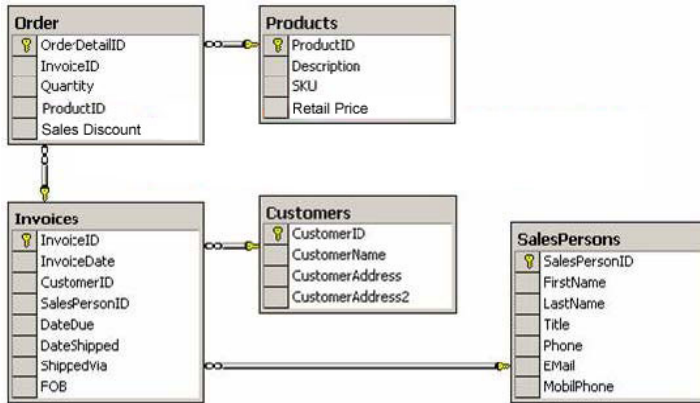 Order
OrderDetailID
InvoiceID
Quantity
ProductID
Sales Discount
Products
ProductID
Description
SKU
Retail Price
Invoices
InvoiceID
InvoiceDate
CustomerID
SalesPersonID
DateDue
DateShipped
ShippedVia
FOB
Customers
CustomerID
CustomerName
CustomerAddress
CustomerAddress2
SalesPersons
SalesPersonID
FirstName
LastName
Title
Phone
EMail
MobilPhone